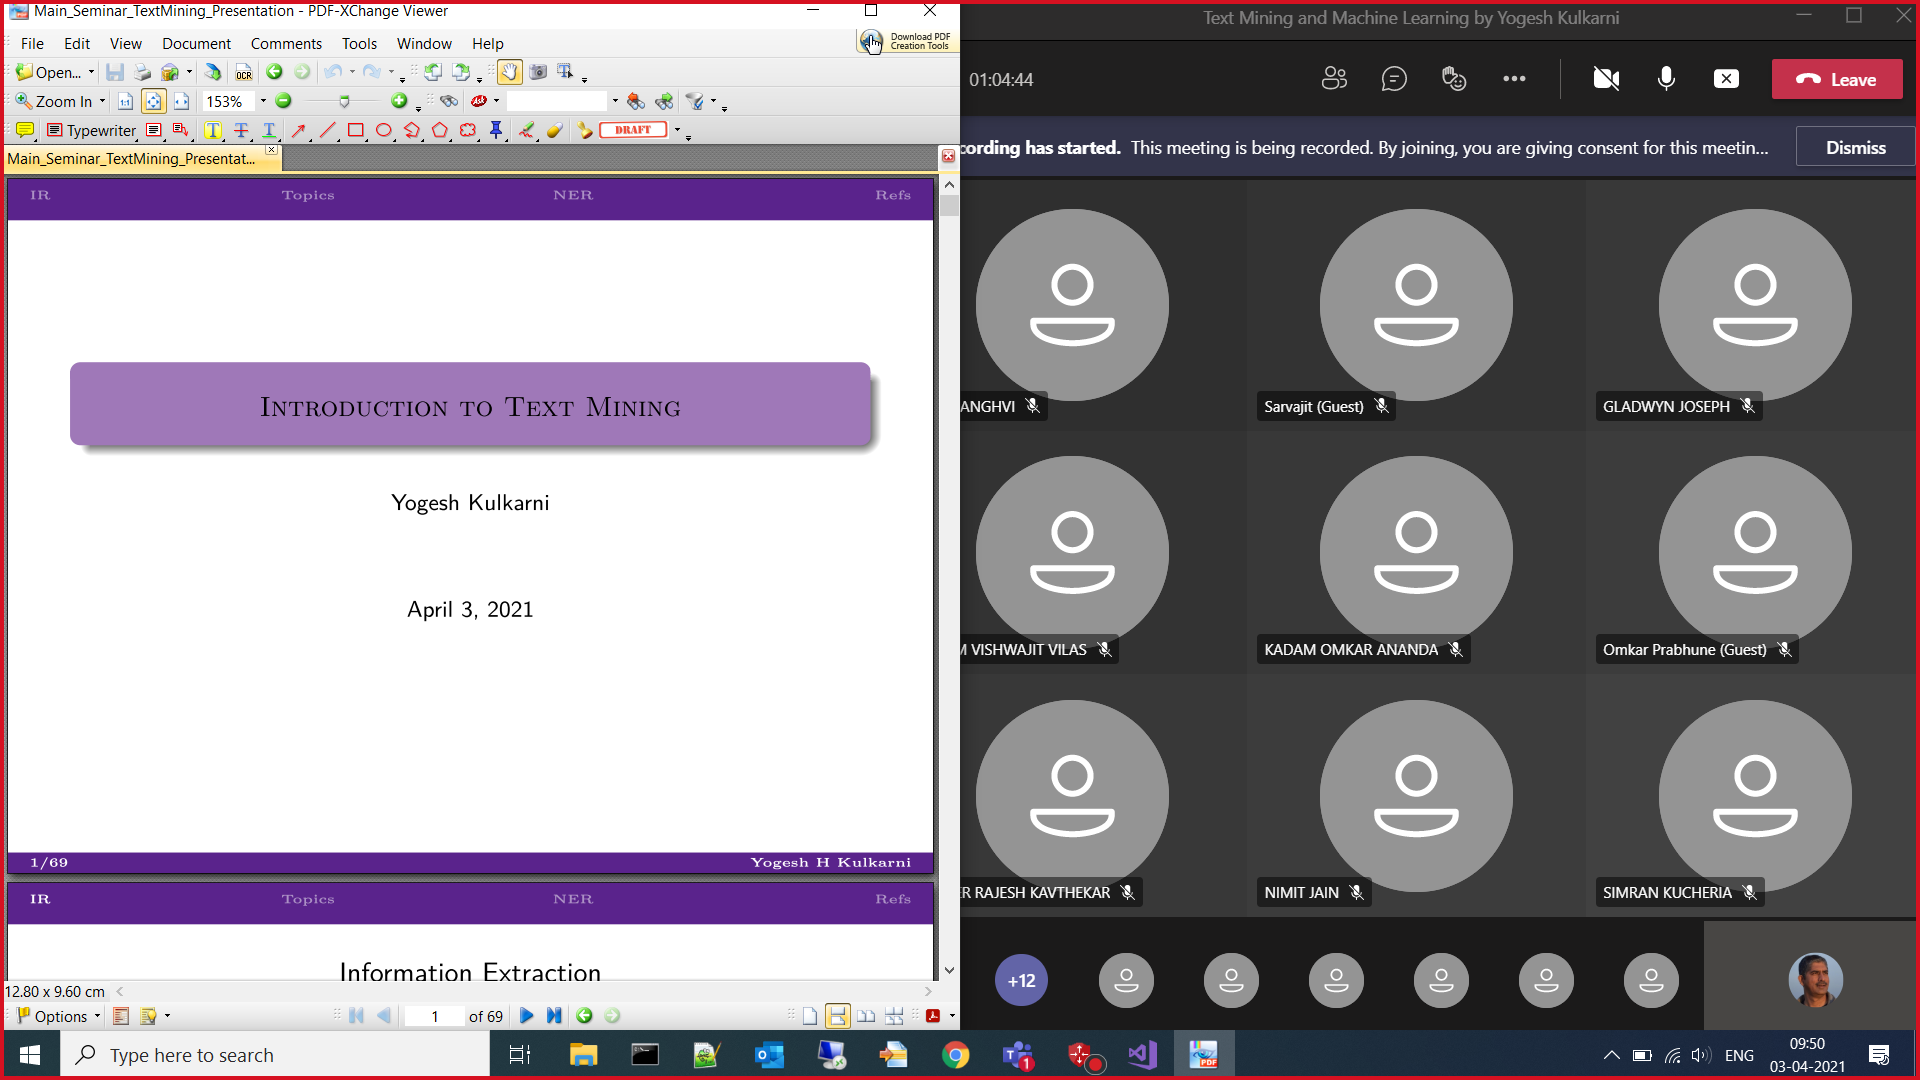 Main_Seminar_TextMining_Presentation - PDF-XChange Viewer
File Edit View Document Comments Tools Window Help
Download PDF
Creation Tools
Open...
OCR
Zoom In
1:1
153%
Typewriter
DRAFT
Main_Seminar_TextMining_Presentat...
IR Topics NER Refs
Introduction to Text Mining
Yogesh Kulkarni
April 3, 2021
1/69 Yogesh H Kulkarni
IR Topics NER Refs
Information Extraction
12.80 x 9.60 cm
Options
1 of 69
Text Mining and Machine Learning by Yogesh Kulkarni
01:04:44
Leave
cording has started. This meeting is being recorded. By joining, you are giving consent for this meetin...
Dismiss
ANGHVI
Sarvajit (Guest)
GLADWYN JOSEPH
M VISHWAJIT VILAS
KADAM OMKAR ANANDA
Omkar Prabhune (Guest)
ER RAJESH KAVTHEKAR
NIMIT JAIN
SIMRAN KUCHERIA
+12
Type here to search
1
PDF
ENG
09:50
03-04-2021